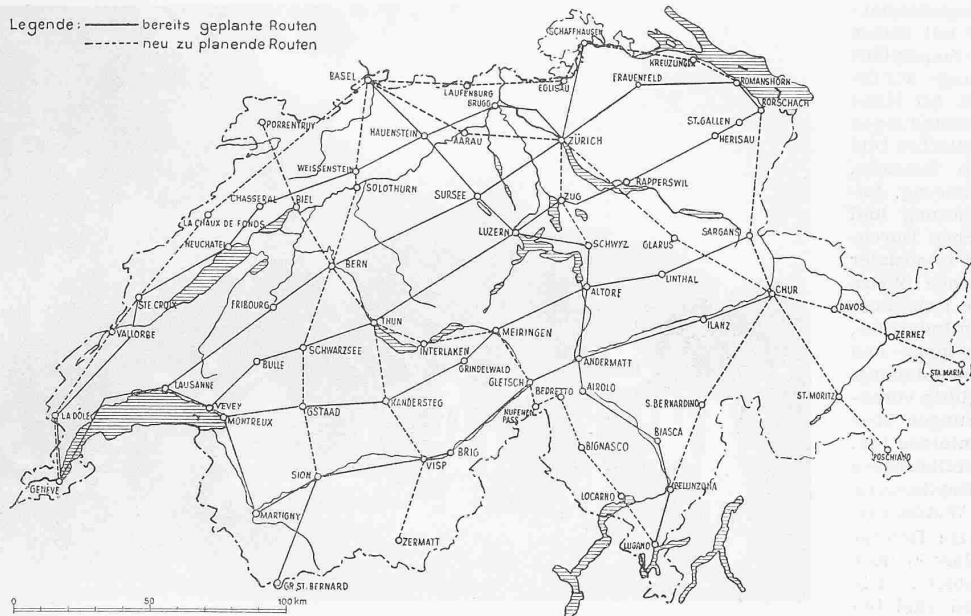 Legende: bereits geplante Routen
neu zu planende Routen
SCHAFFHAUSEN
KREUZLINGEN
BASEL
LAUFENBURG
EGLISAU
FRAUENFELD
ROMANSHORN
BRUGG
RORSCHACH
PORRENTRUY
HAUENSTEIN
AARAU
ZÜRICH
ST.GALLEN
HERISAU
WEISSENSTEIN
SOLOTHURN
CHASSERAL
BIEL
SURSEE
RAPPERSWIL
ZUG
LA CHAUX DE FONDS
NEUCHATEL
LUZERN
SCHWYZ
GLARUS
SARGANS
BERN
LINTHAL
ALTORF
CHUR
STE.CROIX
FRIBOURG
DAVOS
VALLORBE
THUN
MEIRINGEN
ILANZ
ZERNEZ
SCHWARZSEE
INTERLAKEN
BULLE
GRINDELWALD
ANDERMATT
STA.MARIA
LAUSANNE
GLETSCH
BEDRETTO
AIROLO
ST.MORITZ
LA DÔLE
VEVEY
MONTREUX
GSTAAD
KANDERSTEG
NUFENEN
PASS
S.BERNARDINO
BIGNASCO
BIASCA
POSCHIAVO
BRIG
VISP
SION
GENEVE
LOCARNO
BELLINZONA
MARTIGNY
ZERMATT
LUGANO
GR.ST.BERNARD
0 50 100 km